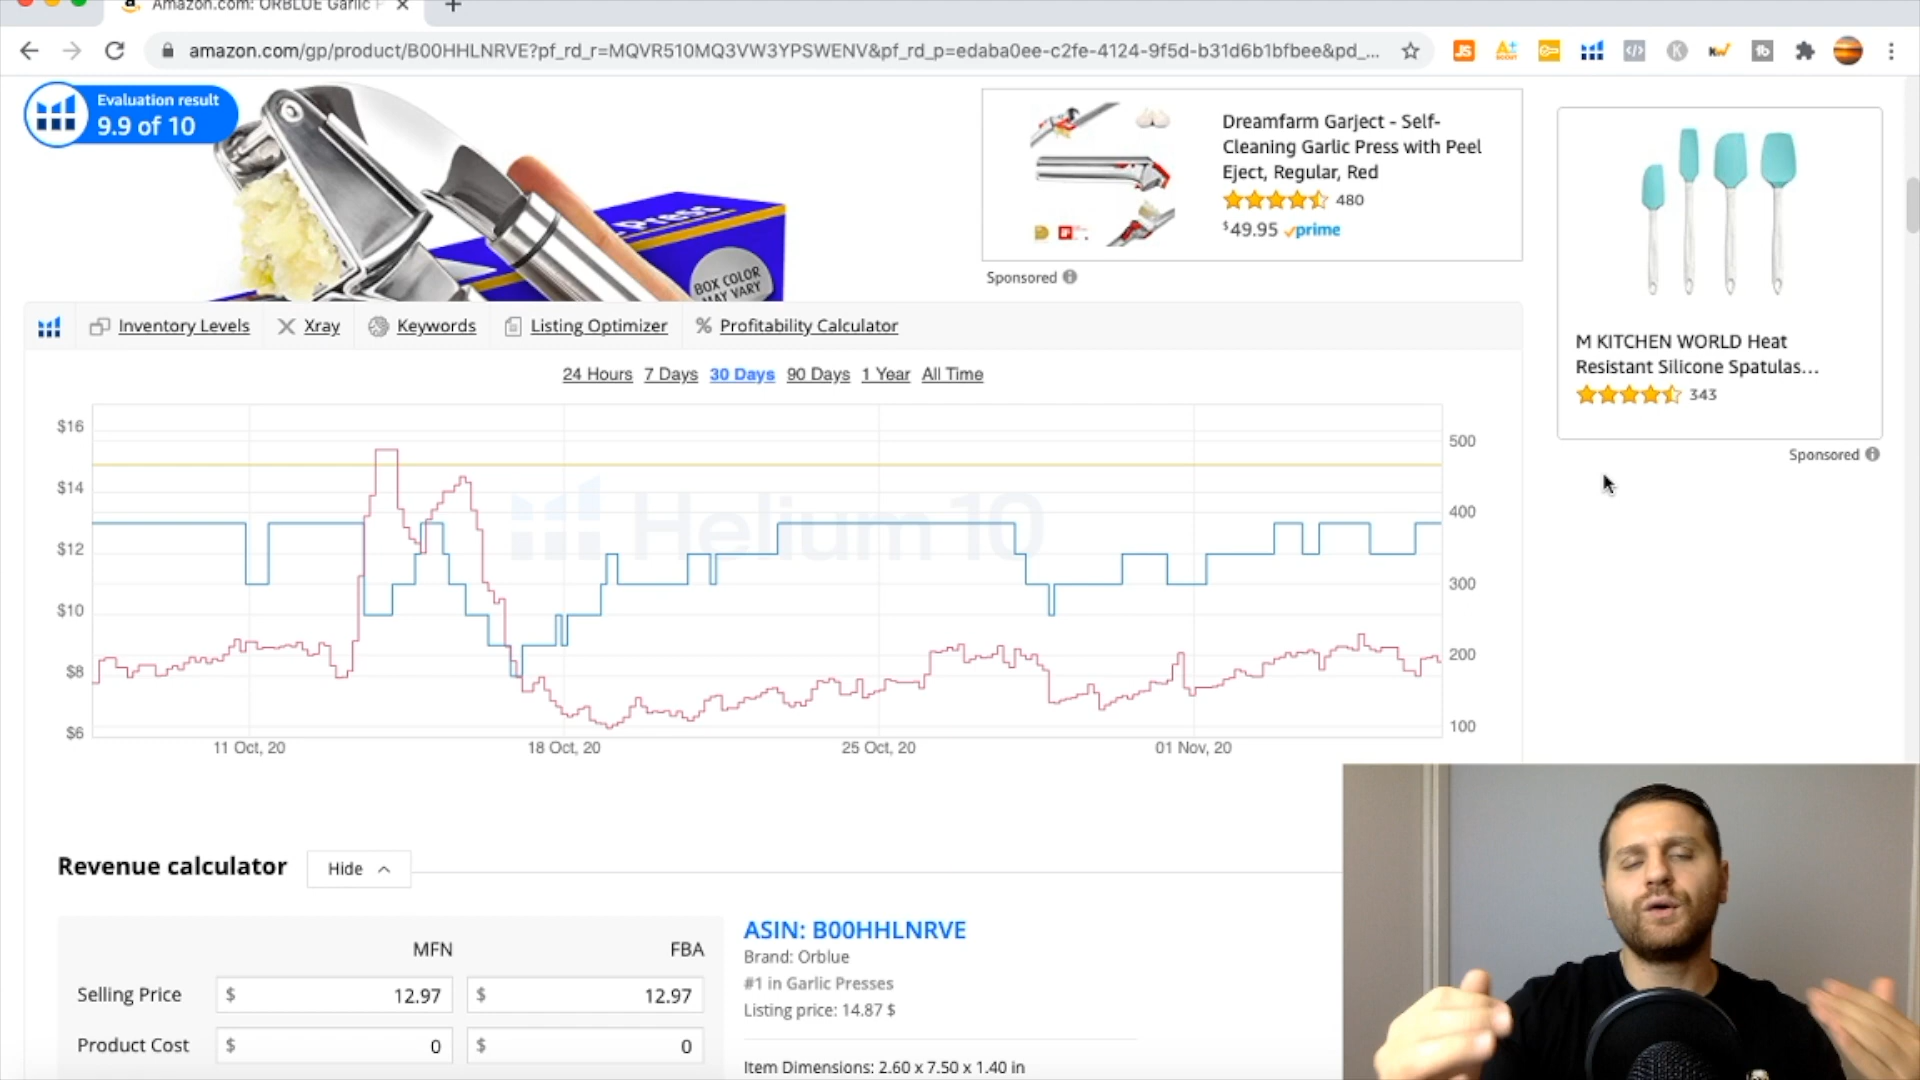 Amazon.com: ORBLUE Garlic P
amazon.com/gp/product/B00HHLNRVE?pf_rd_r=MQVR510MQ3VW3YPSWENV&pf_rd_p=edaba0ee-c2fe-4124-9f5d-b31d6b1bfbee&pd_...
Evaluation result
9.9 of 10
Press
BOX COLOR
MAY VARY
Dreamfarm Garject - Self-
Cleaning Garlic Press with Peel
Eject, Regular, Red
480
$49.95 prime
Sponsored
M KITCHEN WORLD Heat
Resistant Silicone Spatulas...
343
Sponsored
Inventory Levels Xray Keywords Listing Optimizer % Profitability Calculator
24 Hours 7 Days 30 Days 90 Days 1 Year All Time
$16
$14
$12
$10
$8
$6
Helium 10
500
400
300
200
100
11 Oct, 20 18 Oct, 20 25 Oct, 20 01 Nov, 20
Revenue calculator Hide
MFN FBA
Selling Price $ 12.97 $ 12.97
Product Cost $ 0 $ 0
ASIN: B00HHLNRVE
Brand: Orblue
#1 in Garlic Presses
Listing price: 14.87 $
Item Dimensions: 2.60 x 7.50 x 1.40 in